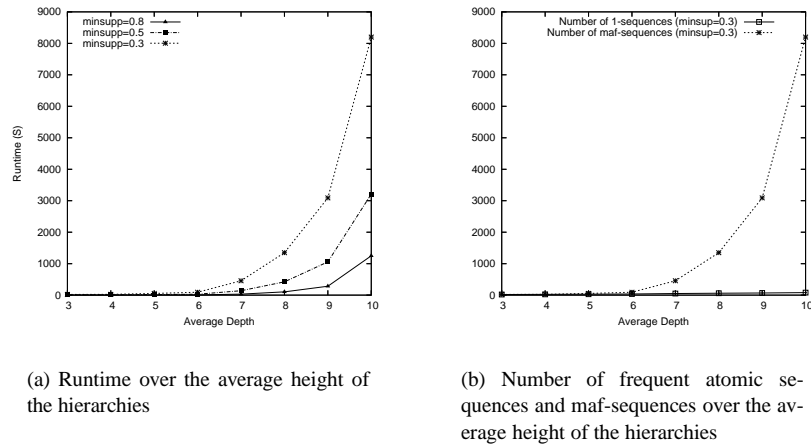 9000
8000
7000
6000
5000
4000
3000
2000
1000
0
Runtime (S)
minsupp=0.8
minsupp=0.5
minsupp=0.3
3 4 5 6 7 8 9 10
Average Depth
9000
8000
7000
6000
5000
4000
3000
2000
1000
0
Number of 1-sequences (minsup=0.3)
Number of maf-sequences (minsup=0.3)
3 4 5 6 7 8 9 10
Average Depth
(a) Runtime over the average height of
the hierarchies
(b) Number of frequent atomic se-
quences and maf-sequences over the av-
erage height of the hierarchies